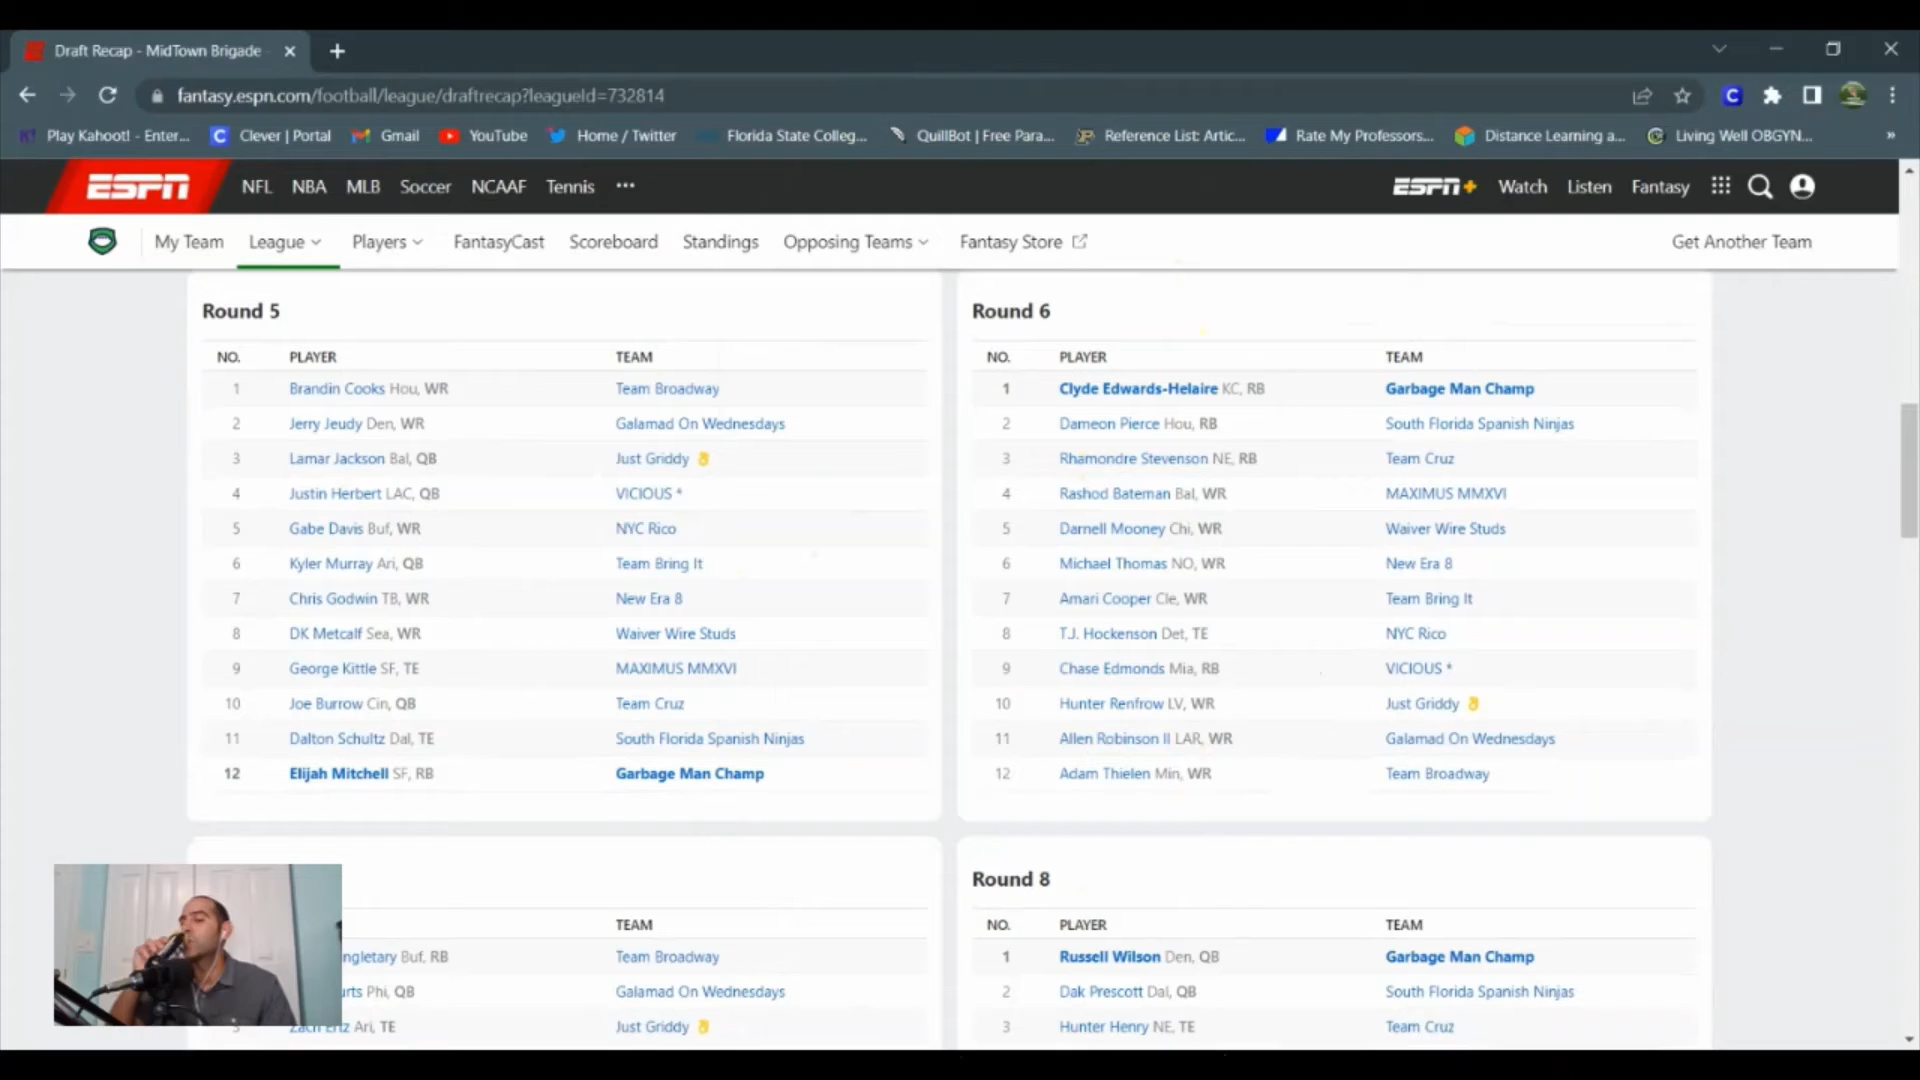 Draft Recap - MidTown Brigade
fantasy.espn.com/football/league/draftrecap?leagueId=732814
Play Kahoot! - Enter... Clever | Portal Gmail YouTube Home / Twitter Florida State Colleg... QuillBot | Free Para... Reference List: Artic... Rate My Professors... Distance Learning a... Living Well OBGYN... »
ESPN NFL NBA MLB Soccer NCAAF Tennis ••• ESPN+ Watch Listen Fantasy
My Team League Players FantasyCast Scoreboard Standings Opposing Teams Fantasy Store Get Another Team
Round 5
NO. PLAYER TEAM
1 Brandin Cooks Hou, WR Team Broadway
2 Jerry Jeudy Den, WR Galamad On Wednesdays
3 Lamar Jackson Bal, QB Just Griddy 👌
4 Justin Herbert LAC, QB VICIOUS *
5 Gabe Davis Buf, WR NYC Rico
6 Kyler Murray Ari, QB Team Bring It
7 Chris Godwin TB, WR New Era 8
8 DK Metcalf Sea, WR Waiver Wire Studs
9 George Kittle SF, TE MAXIMUS MMXVI
10 Joe Burrow Cin, QB Team Cruz
11 Dalton Schultz Dal, TE South Florida Spanish Ninjas
12 Elijah Mitchell SF, RB Garbage Man Champ
Round 6
NO. PLAYER TEAM
1 Clyde Edwards-Helaire KC, RB Garbage Man Champ
2 Dameon Pierce Hou, RB South Florida Spanish Ninjas
3 Rhamondre Stevenson NE, RB Team Cruz
4 Rashod Bateman Bal, WR MAXIMUS MMXVI
5 Darnell Mooney Chi, WR Waiver Wire Studs
6 Michael Thomas NO, WR New Era 8
7 Amari Cooper Cle, WR Team Bring It
8 T.J. Hockenson Det, TE NYC Rico
9 Chase Edmonds Mia, RB VICIOUS *
10 Hunter Renfrow LV, WR Just Griddy 👌
11 Allen Robinson II LAR, WR Galamad On Wednesdays
12 Adam Thielen Min, WR Team Broadway
TEAM
ngletary Buf, RB Team Broadway
urts Phi, QB Galamad On Wednesdays
Zach Ertz Ari, TE Just Griddy 👌
Round 8
NO. PLAYER TEAM
1 Russell Wilson Den, QB Garbage Man Champ
2 Dak Prescott Dal, QB South Florida Spanish Ninjas
3 Hunter Henry NE, TE Team Cruz